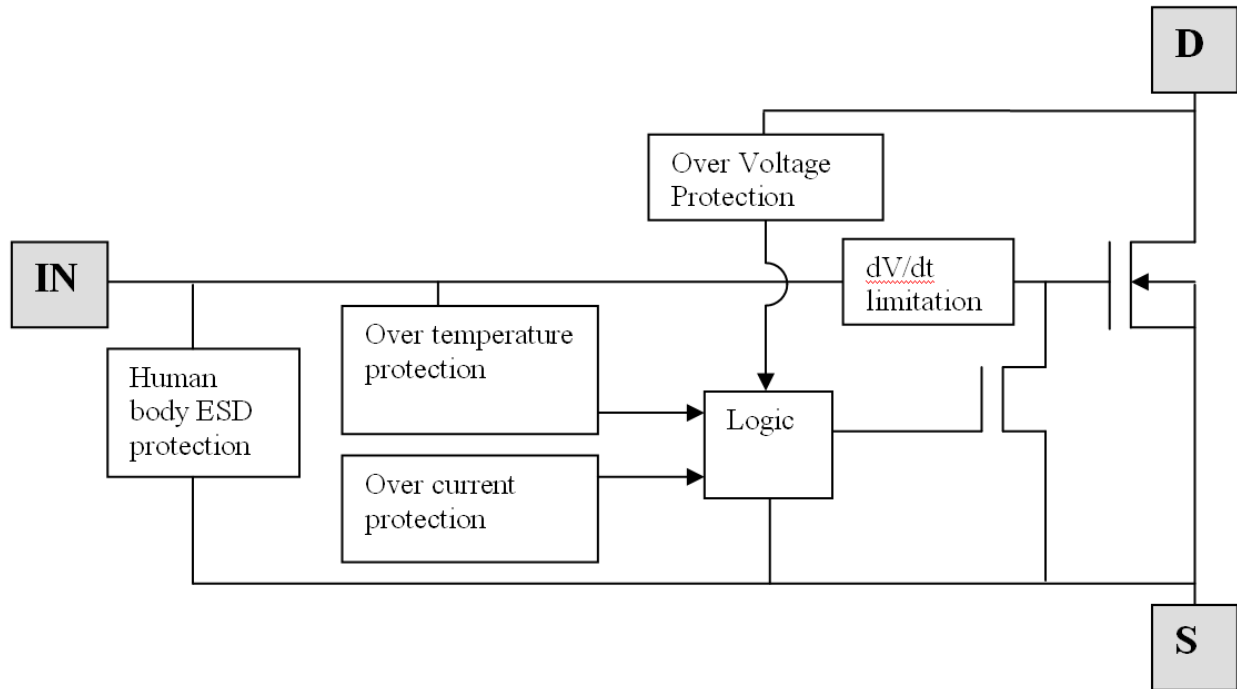 D
Over Voltage
Protection
IN
dV/dt
limitation
Over temperature
protection
Human
body ESD
protection
Logic
Over current
protection
S